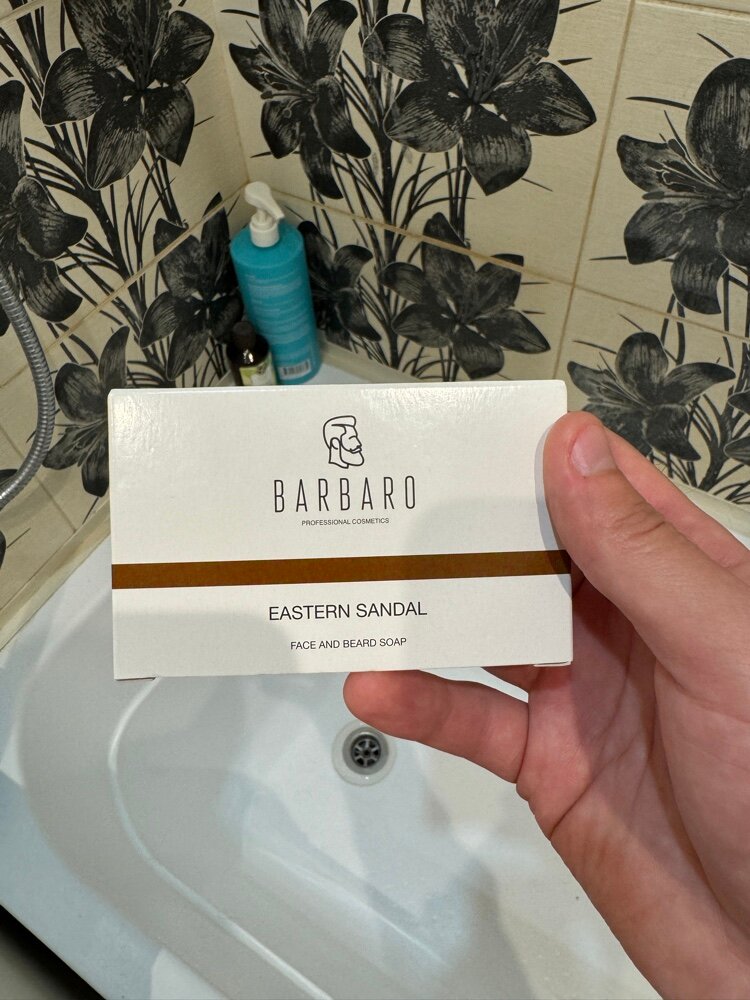 BARBARO
PROFESSIONAL COSMETICS
EASTERN SANDAL
FACE AND BEARD SOAP